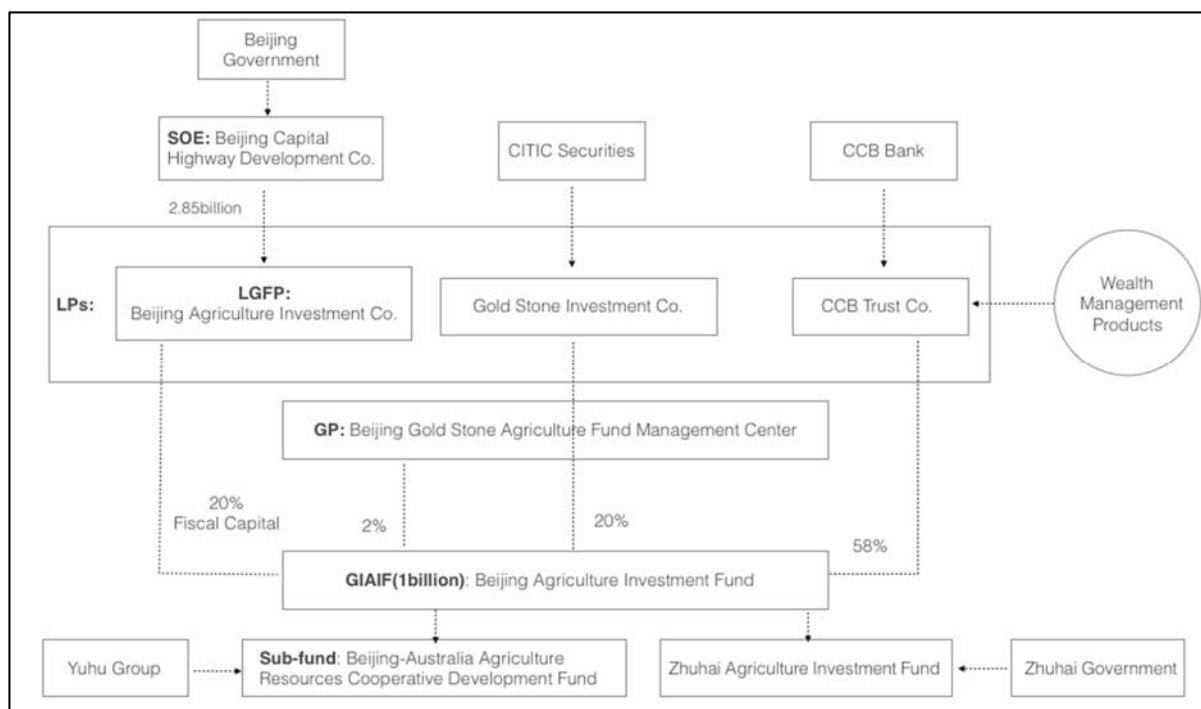 Beijing
Government
SOE: Beijing Capital
Highway Development Co.
CITIC Securities
CCB Bank
2.85billion
LPs:
LGFP:
Beijing Agriculture Investment Co.
Gold Stone Investment Co.
CCB Trust Co.
Wealth
Management
Products
GP: Beijing Gold Stone Agriculture Fund Management Center
20%
Fiscal Capital
2%
20%
58%
GIAIF(1billion): Beijing Agriculture Investment Fund
Yuhu Group
Sub-fund: Beijing-Australia Agriculture
Resources Cooperative Development Fund
Zhuhai Agriculture Investment Fund
Zhuhai Government